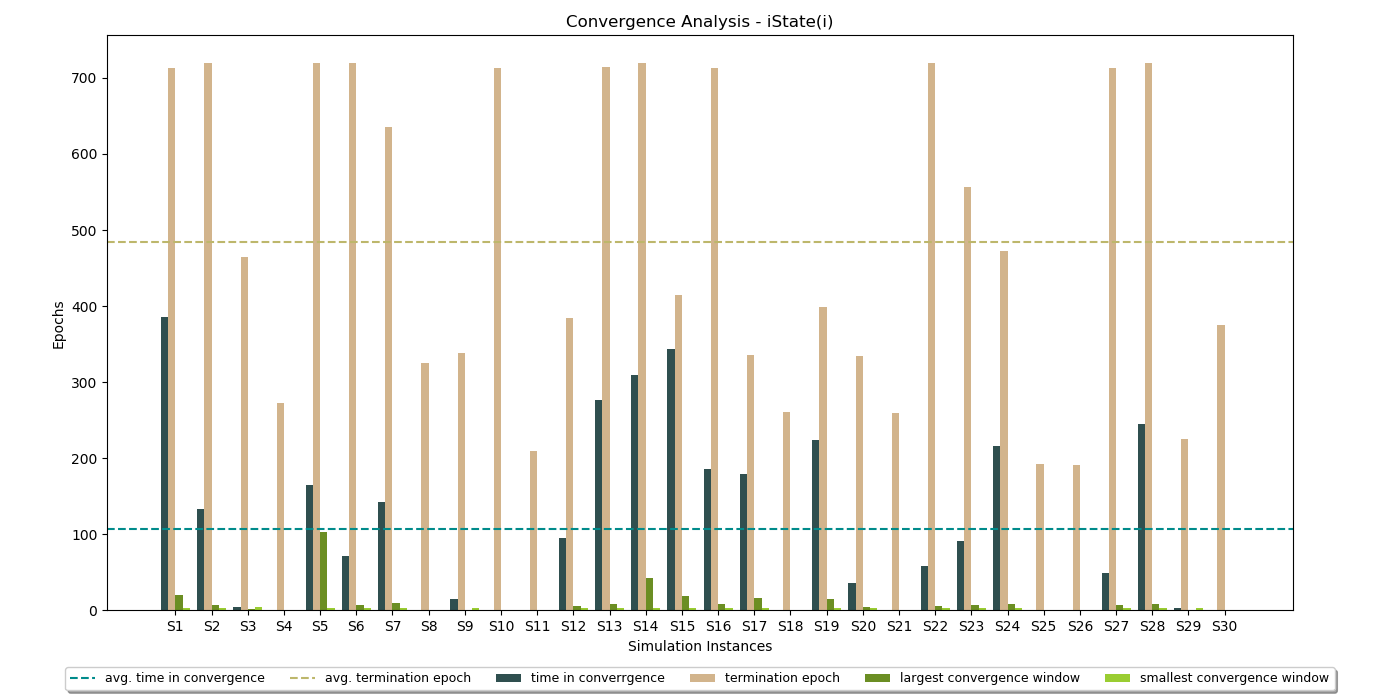 Convergence Analysis - iState(i)
700
600
500
400
300
200
100
0
Epochs
S1 S2 S3 S4 S5 S6 S7 S8 S9 S10 S11 S12 S13 S14 S15 S16 S17 S18 S19 S20 S21 S22 S23 S24 S25 S26 S27 S28 S29 S30
Simulation Instances
avg. time in convergence avg. termination epoch time in converrgence termination epoch largest convergence window smallest convergence window